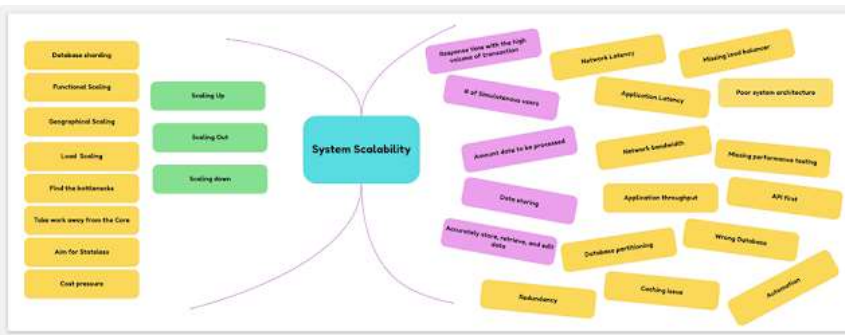 Database sharding
Functional Scaling
Geographical Scaling
Load Scaling
Find the bottlenecks
Take work away from the Core
Aim for Stateless
Cost pressure
Scaling Up
Scaling Out
Scaling down
System Scalability
Response time with the high
volume of transaction
# of Simulatenous users
Amount data to be processed
Data storing
Accurately store, retrieve, and edit
data
Network Latency
Missing load balancer
Application Latency
Poor system architecture
Network bandwidth
Missing performance testing
Application throughput
API first
Database partitioning
Wrong Database
Redundancy
Caching issue
Automation